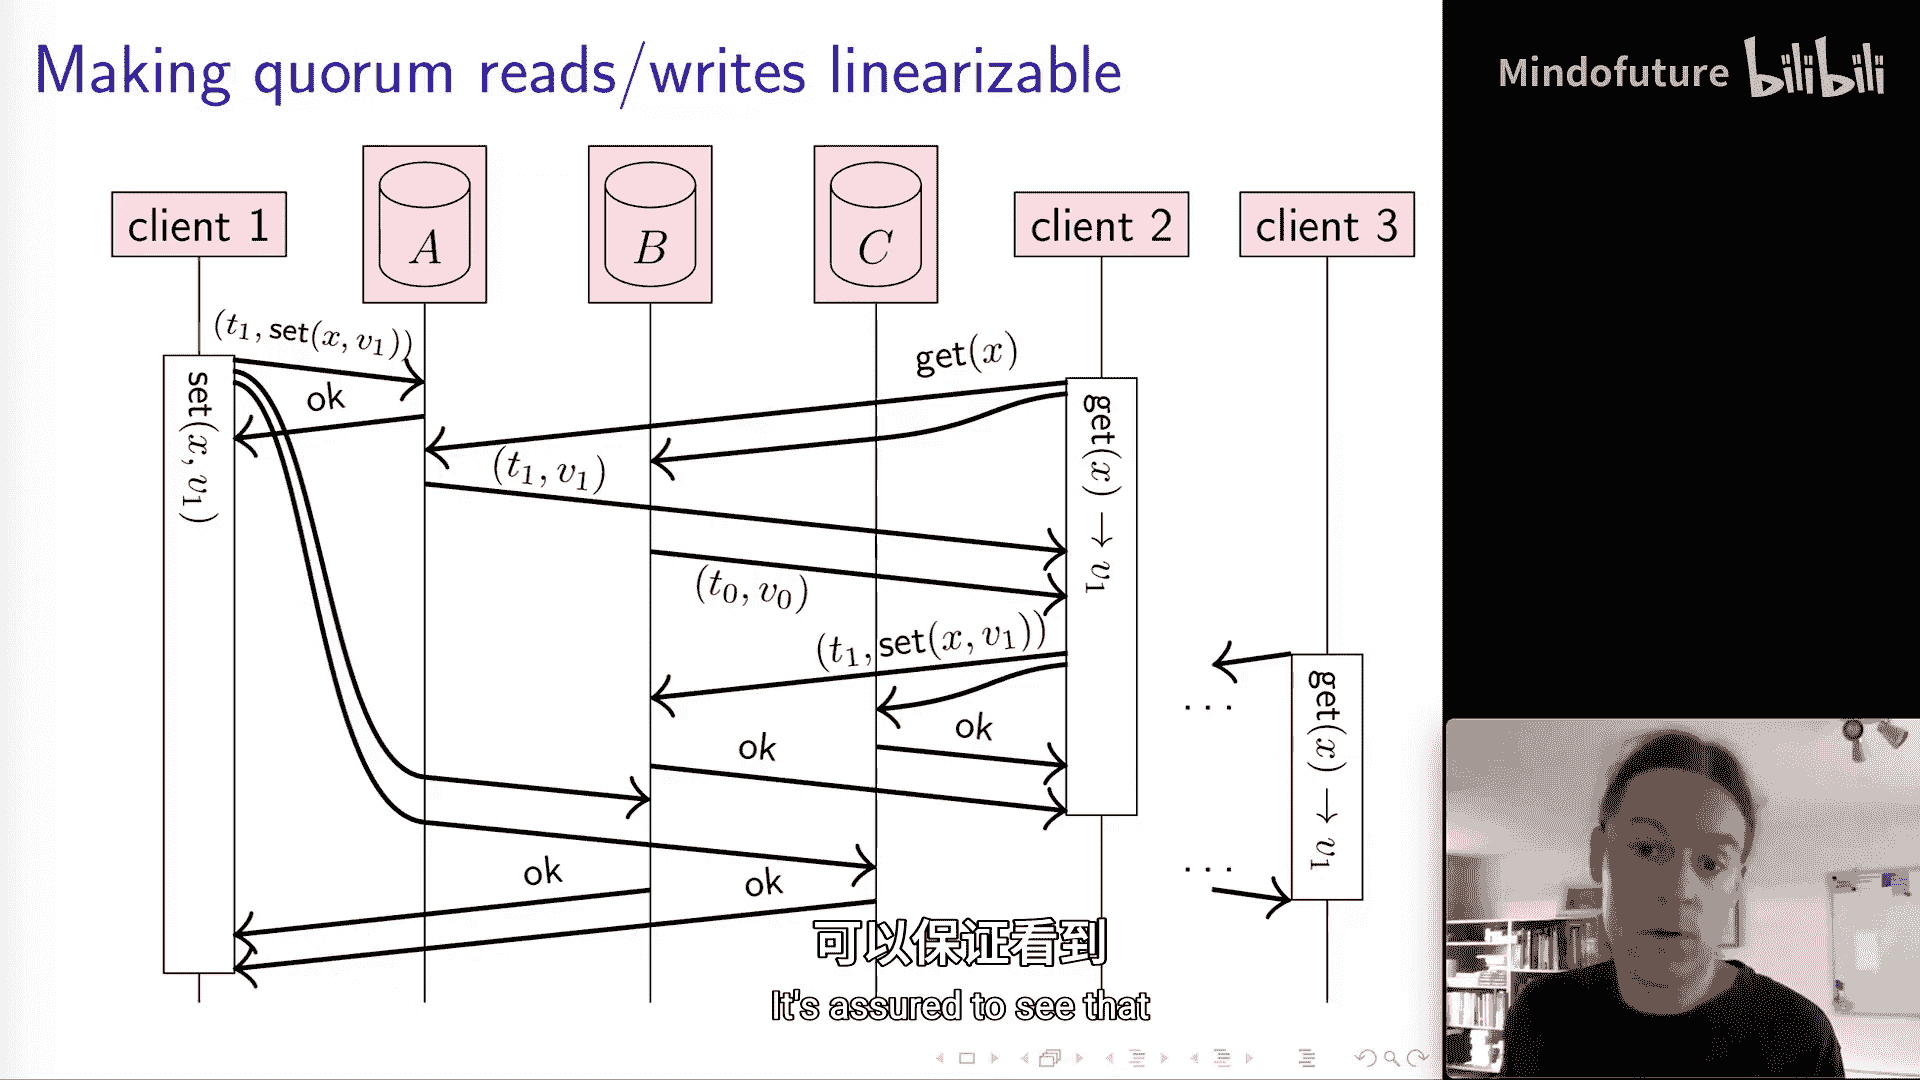 Making quorum reads/writes linearizable
Mindofuture bilibili
client 1
A
B
C
client 2
client 3
(t₁, set(x, v₁))
ok
get(x)
set(x, v₁)
get(x) → v₁
(t₁, v₁)
(t₀, v₀)
(t₁, set(x, v₁))
ok
ok
get(x) → v₁
...
...
ok
ok
可以保证看到
It's assured to see that